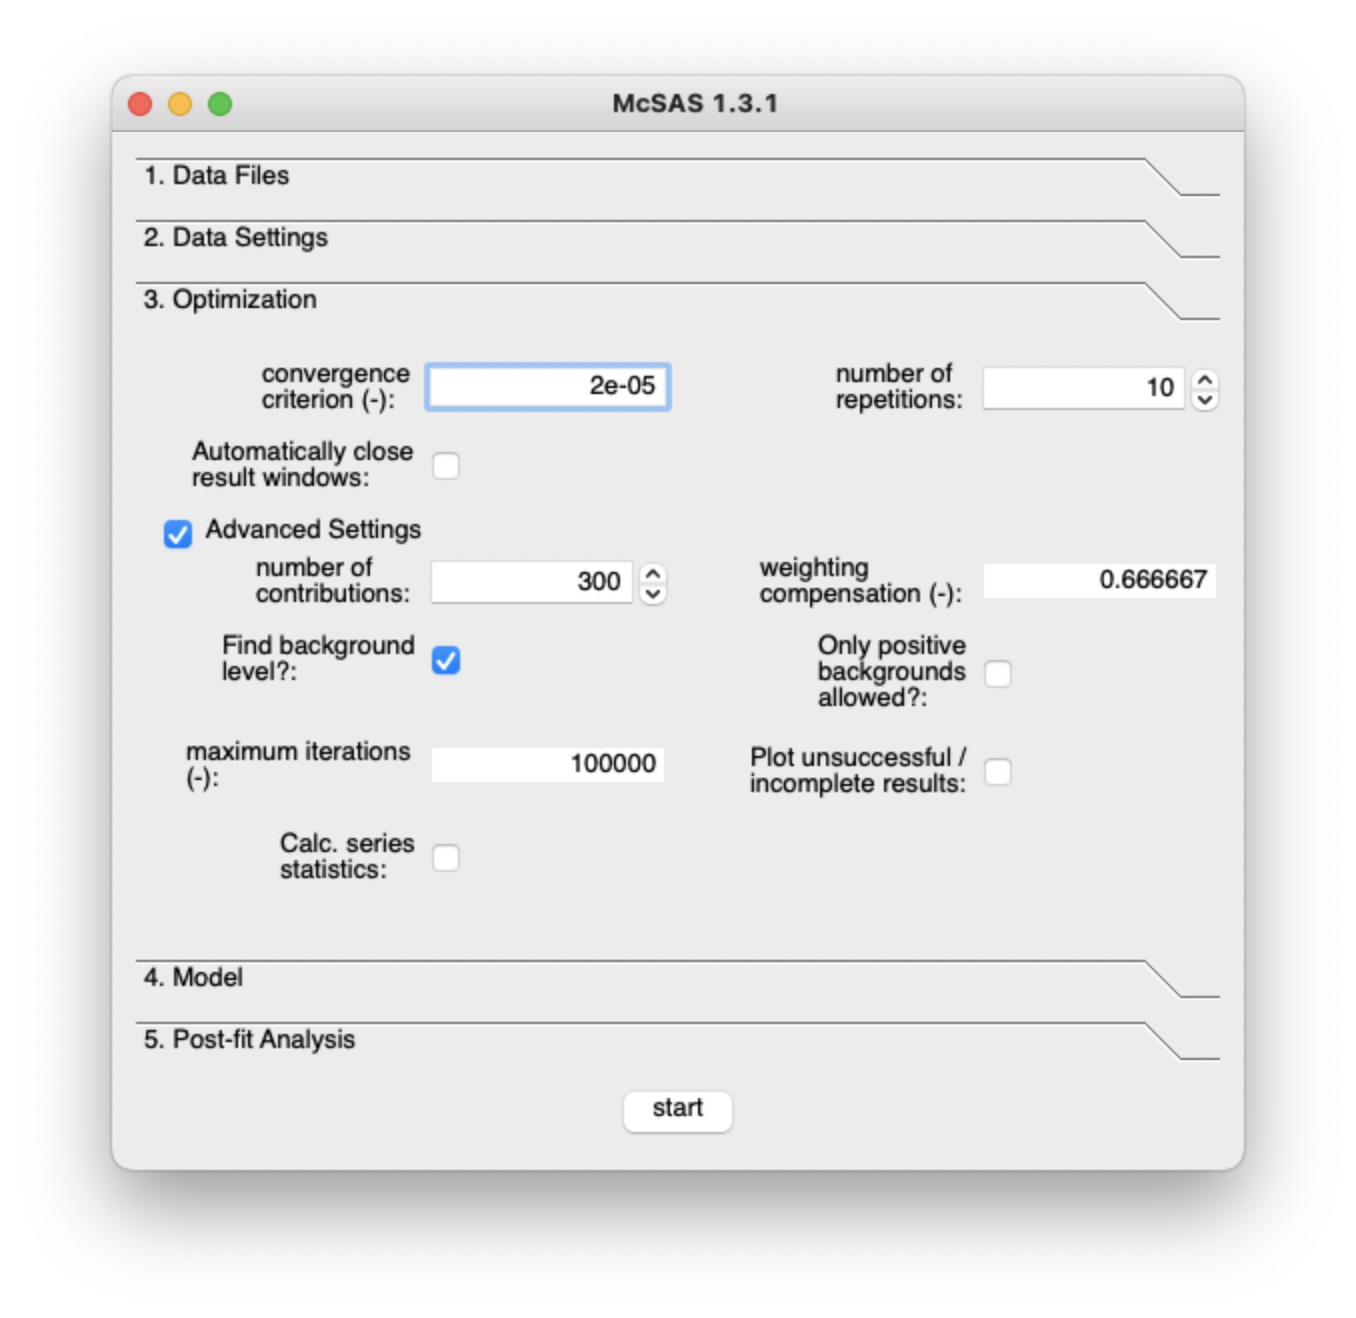 McSAS 1.3.1
1. Data Files
2. Data Settings
3. Optimization
convergence
criterion (-):
2e-05
number of
repetitions:
10
Automatically close
result windows:
Advanced Settings
number of
contributions:
300
weighting
compensation (-):
0.666667
Find background
level?:
Only positive
backgrounds
allowed?:
maximum iterations
(-):
100000
Plot unsuccessful /
incomplete results:
Calc. series
statistics:
4. Model
5. Post-fit Analysis
start